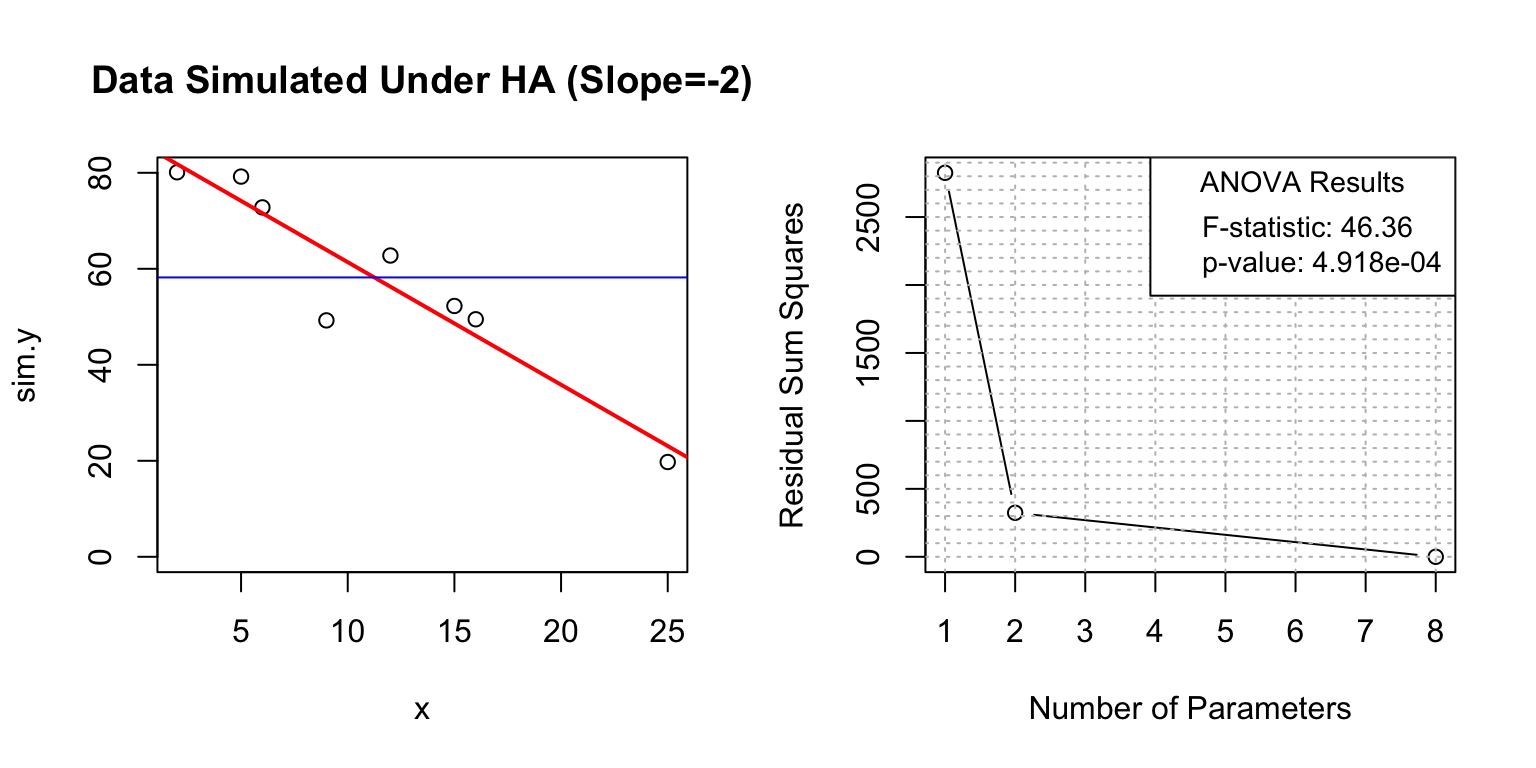 Data Simulated Under HA (Slope=-2)
sim.y
80
60
40
20
0
5 10 15 20 25
x
Residual Sum Squares
2500
1500
500
0
ANOVA Results
F-statistic: 46.36
p-value: 4.918e-04
1 2 3 4 5 6 7 8
Number of Parameters